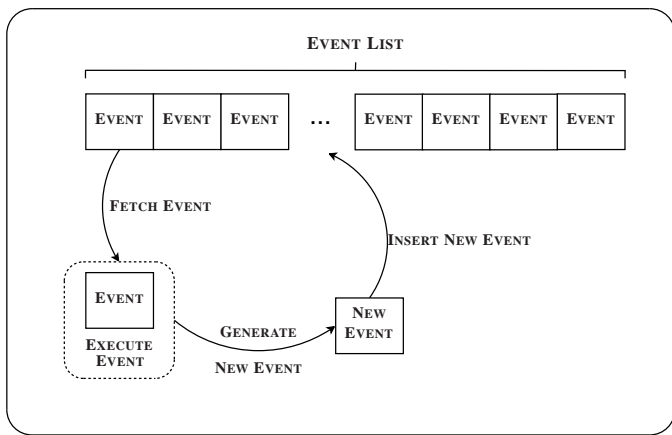 EVENT LIST
EVENT EVENT EVENT ... EVENT EVENT EVENT EVENT
FETCH EVENT
INSERT NEW EVENT
EVENT
EXECUTE
EVENT
GENERATE
NEW EVENT
NEW
EVENT